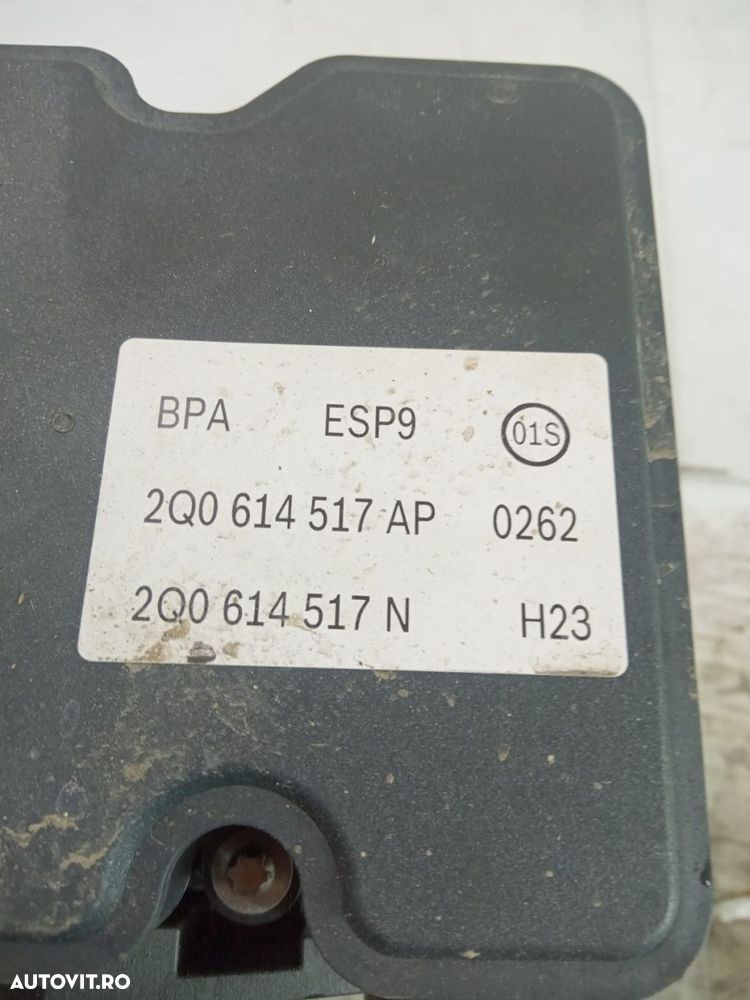 BPA ESP9 01S
2Q0 614 517 AP 0262
2Q0 614 517 N H23
AUTOVIT.RO